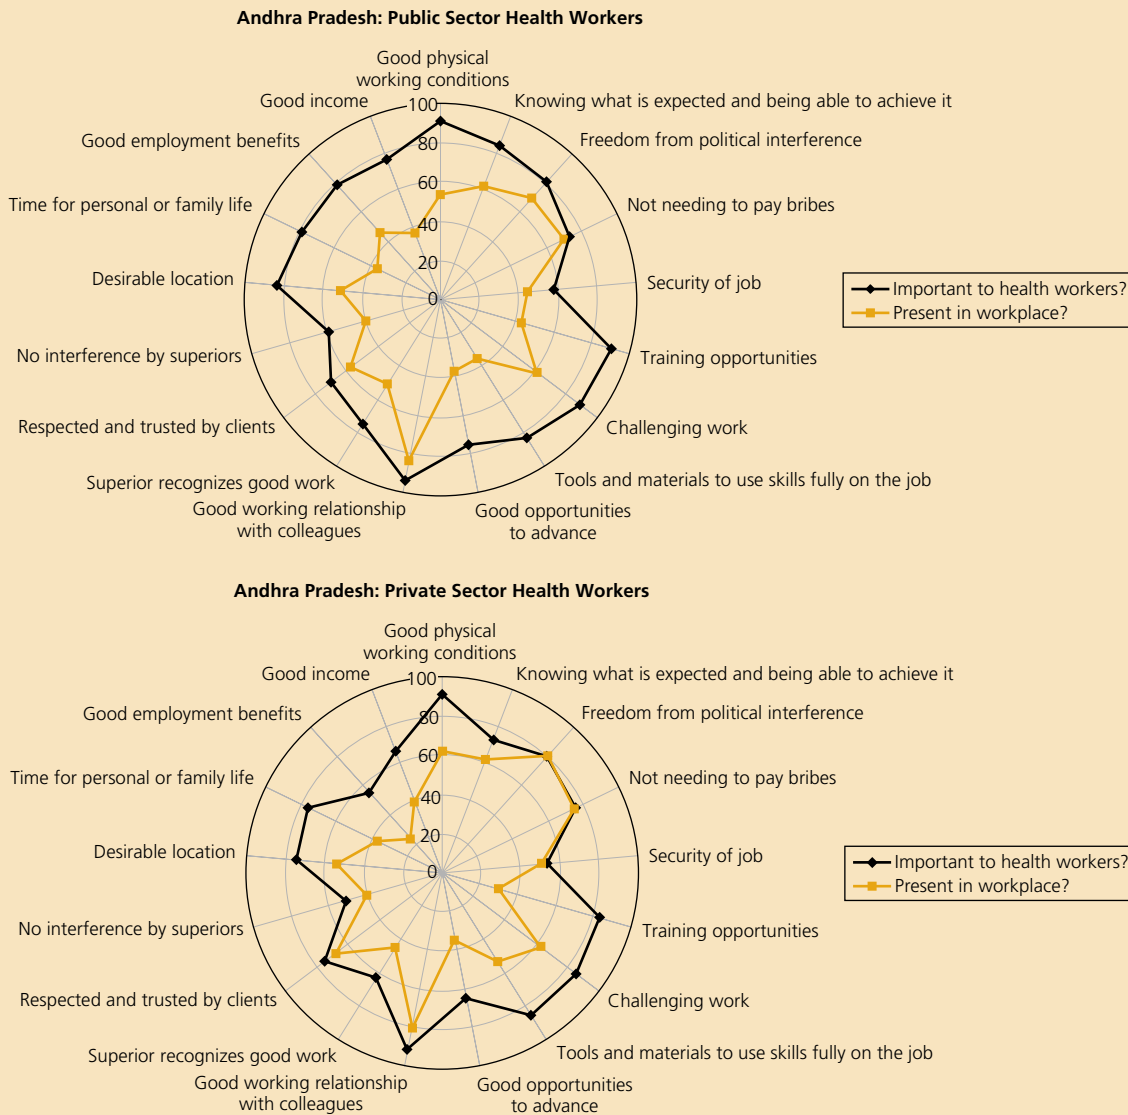 Andhra Pradesh: Public Sector Health Workers
Good physical
working conditions
Good income
Knowing what is expected and being able to achieve it
Good employment benefits
Freedom from political interference
Time for personal or family life
Not needing to pay bribes
Desirable location
Security of job
No interference by superiors
Training opportunities
Respected and trusted by clients
Challenging work
Superior recognizes good work
Tools and materials to use skills fully on the job
Good working relationship
with colleagues
Good opportunities
to advance
100
80
60
40
20
0
Important to health workers?
Present in workplace?
Andhra Pradesh: Private Sector Health Workers
Good physical
working conditions
Good income
Knowing what is expected and being able to achieve it
Good employment benefits
Freedom from political interference
Time for personal or family life
Not needing to pay bribes
Desirable location
Security of job
No interference by superiors
Training opportunities
Respected and trusted by clients
Challenging work
Superior recognizes good work
Tools and materials to use skills fully on the job
Good working relationship
with colleagues
Good opportunities
to advance
100
80
60
40
20
0
Important to health workers?
Present in workplace?